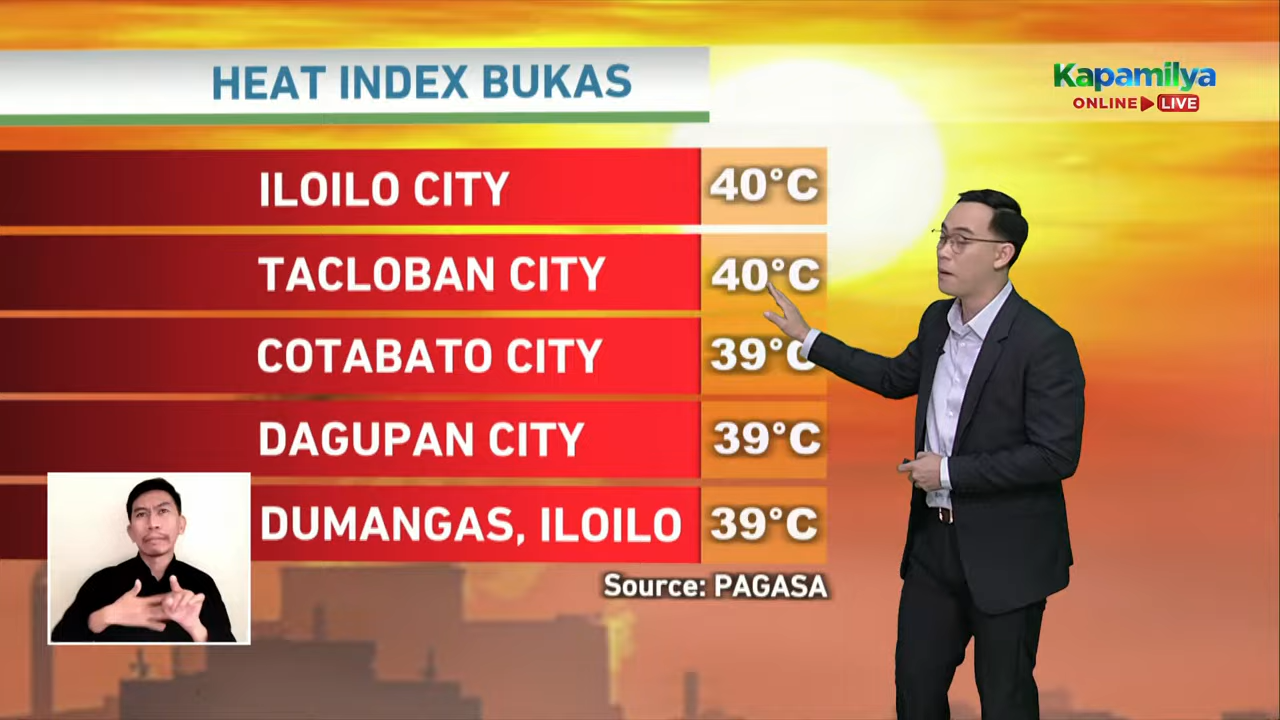 HEAT INDEX BUKAS
Kapamilya
ONLINE LIVE
ILOILO CITY 40°C
TACLOBAN CITY 40°C
COTABATO CITY 39°C
DAGUPAN CITY 39°C
DUMANGAS, ILOILO 39°C
Source: PAGASA